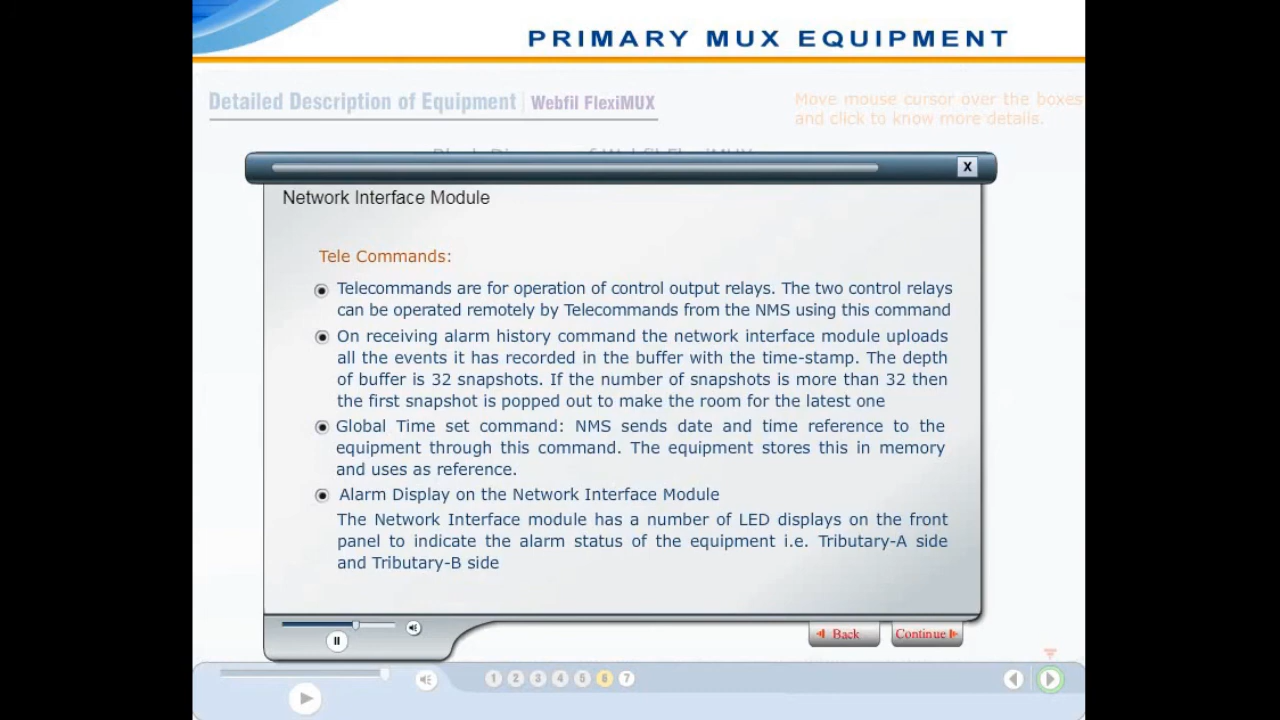 PRIMARY MUX EQUIPMENT
Detailed Description of Equipment | Webfil FlexiMUX
Move mouse cursor over the boxes
and click to know more details.
Block Diagram of Webfil FlexiMUX
X
Network Interface Module
Tele Commands:
Telecommands are for operation of control output relays. The two control relays
can be operated remotely by Telecommands from the NMS using this command
On receiving alarm history command the network interface module uploads
all the events it has recorded in the buffer with the time-stamp. The depth
of buffer is 32 snapshots. If the number of snapshots is more than 32 then
the first snapshot is popped out to make the room for the latest one
Global Time set command: NMS sends date and time reference to the
equipment through this command. The equipment stores this in memory
and uses as reference.
Alarm Display on the Network Interface Module
The Network Interface module has a number of LED displays on the front
panel to indicate the alarm status of the equipment i.e. Tributary-A side
and Tributary-B side
Back Continue
1 2 3 4 5 6 7